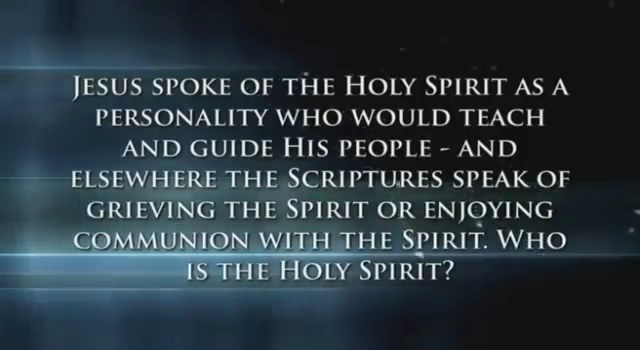 Jesus spoke of the Holy Spirit as a
personality who would teach
and guide His people - and
elsewhere the Scriptures speak of
grieving the Spirit or enjoying
communion with the Spirit. Who
is the Holy Spirit?